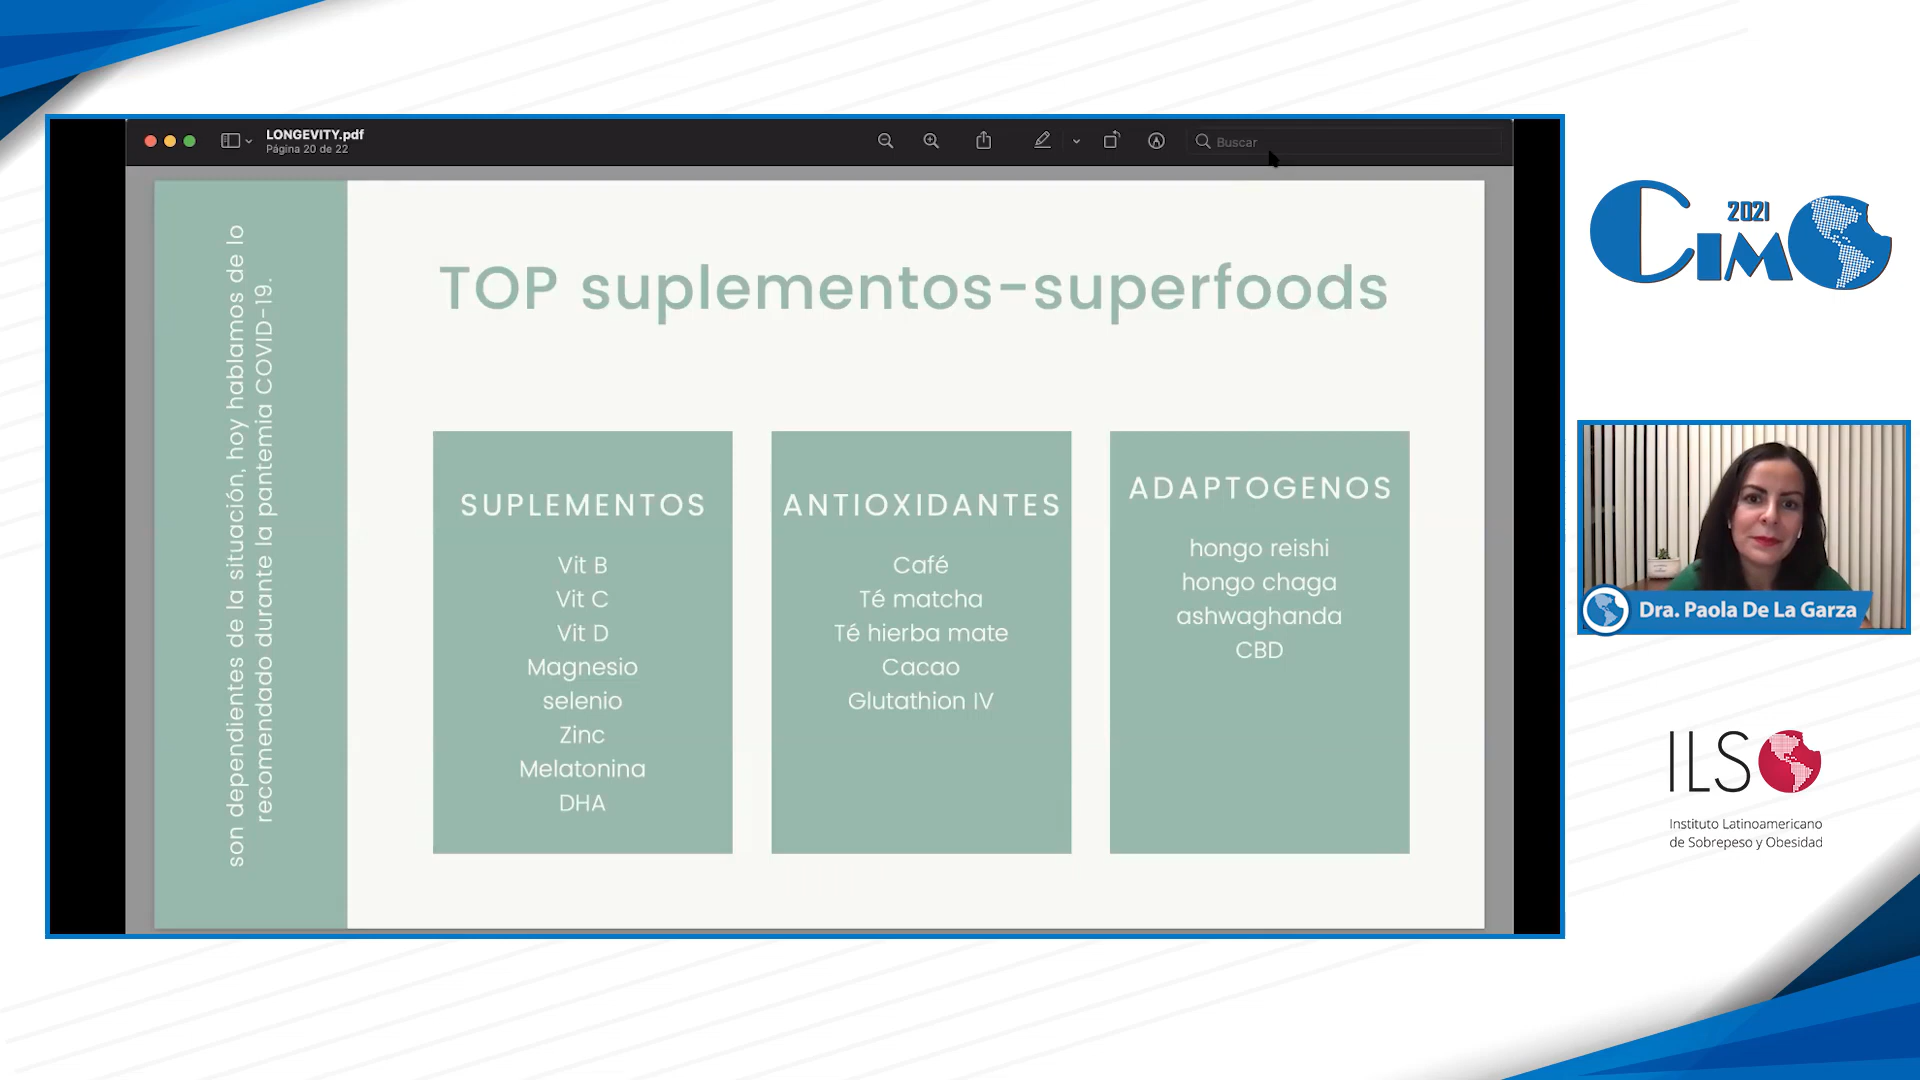 LONGEVITY.pdf
Página 20 de 22
Buscar
son dependientes de la situación, hoy hablamos de lo
recomendado durante la pantemia COVID-19.
TOP suplementos-superfoods
SUPLEMENTOS
Vit B
Vit C
Vit D
Magnesio
selenio
Zinc
Melatonina
DHA
ANTIOXIDANTES
Café
Té matcha
Té hierba mate
Cacao
Glutathion IV
ADAPTOGENOS
hongo reishi
hongo chaga
ashwaghanda
CBD
CIMO
2021
Dra. Paola De La Garza
ILSO
Instituto Latinoamericano
de Sobrepeso y Obesidad